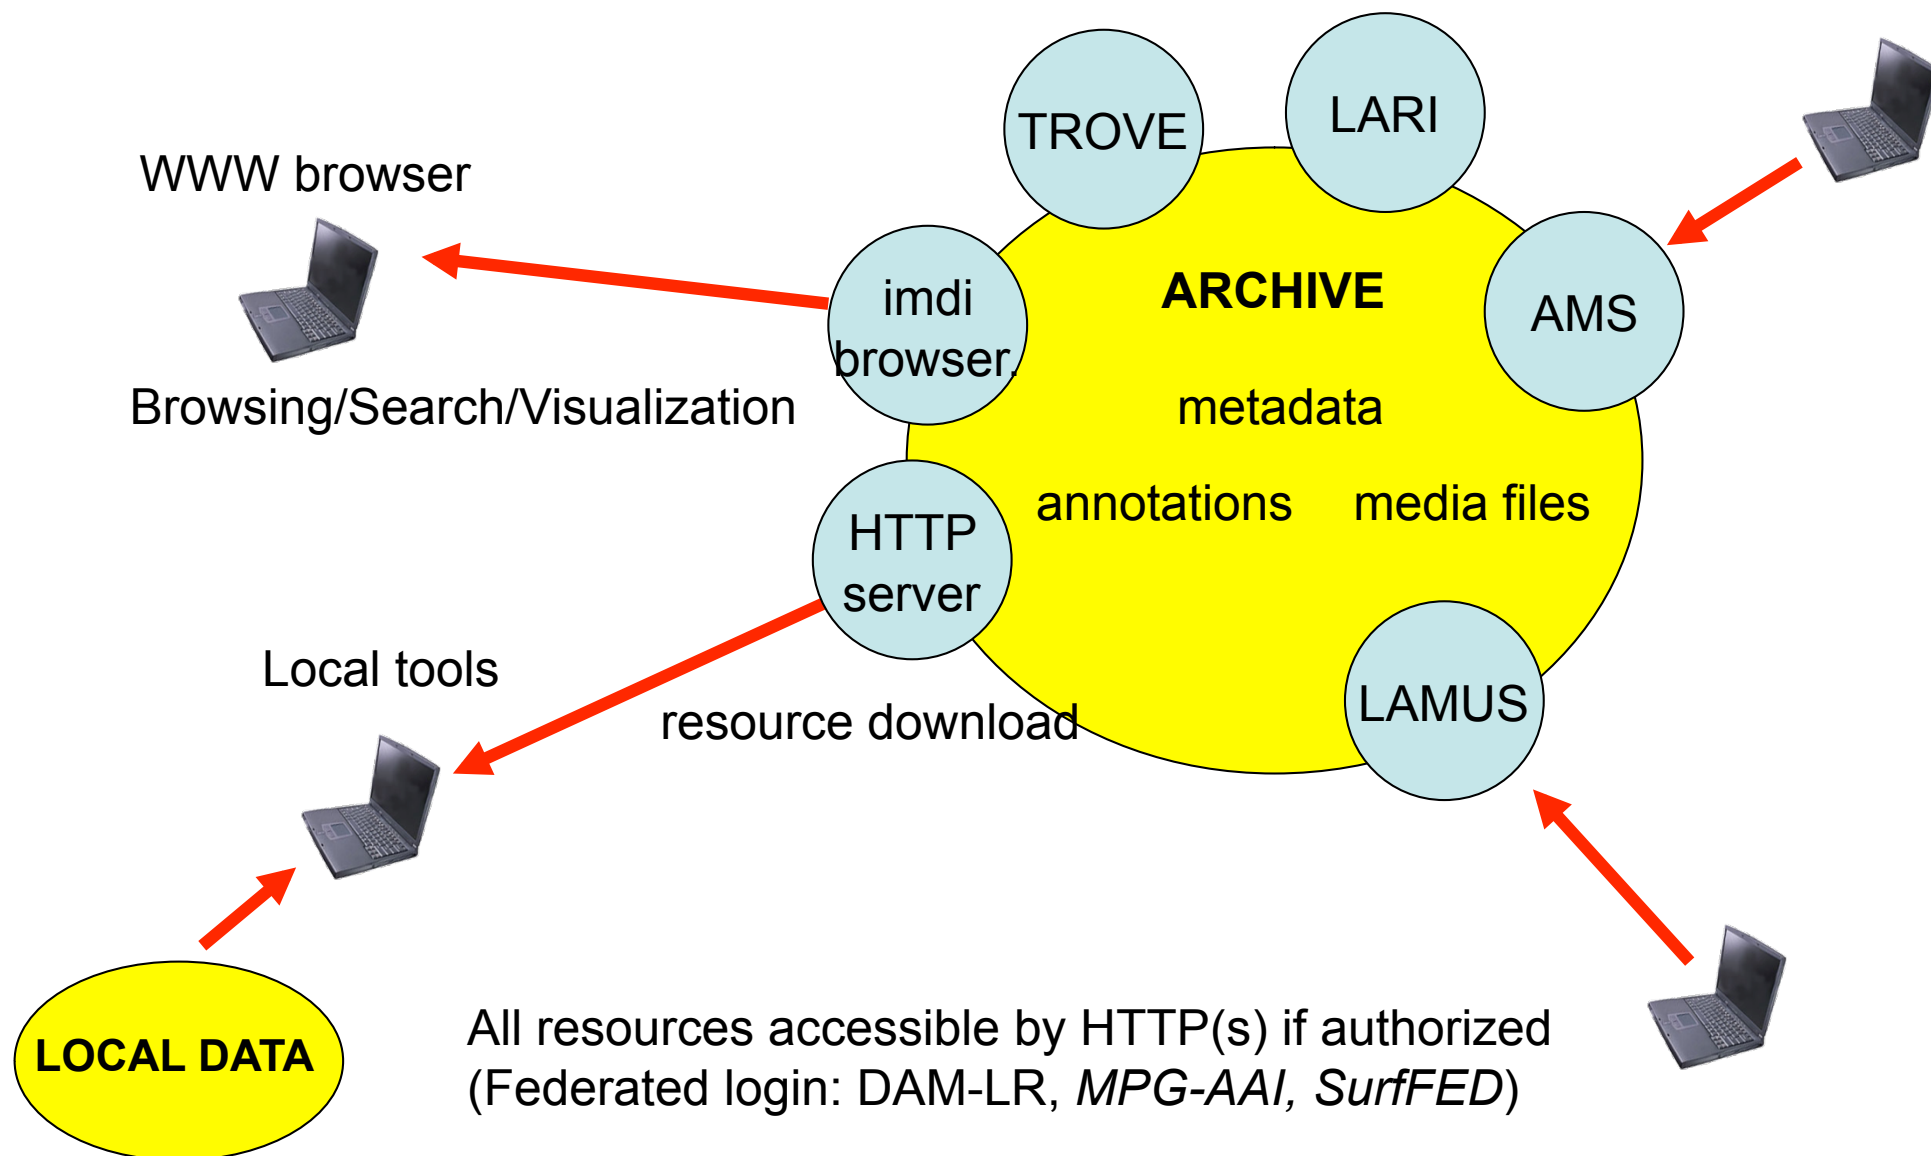 TROVE
LARI
WWW browser
imdi
browser.
ARCHIVE
AMS
Browsing/Search/Visualization
metadata
annotations
media files
HTTP
server
Local tools
resource download
LAMUS
LOCAL DATA
All resources accessible by HTTP(s) if authorized
(Federated login: DAM-LR, MPG-AAI, SurfFED)